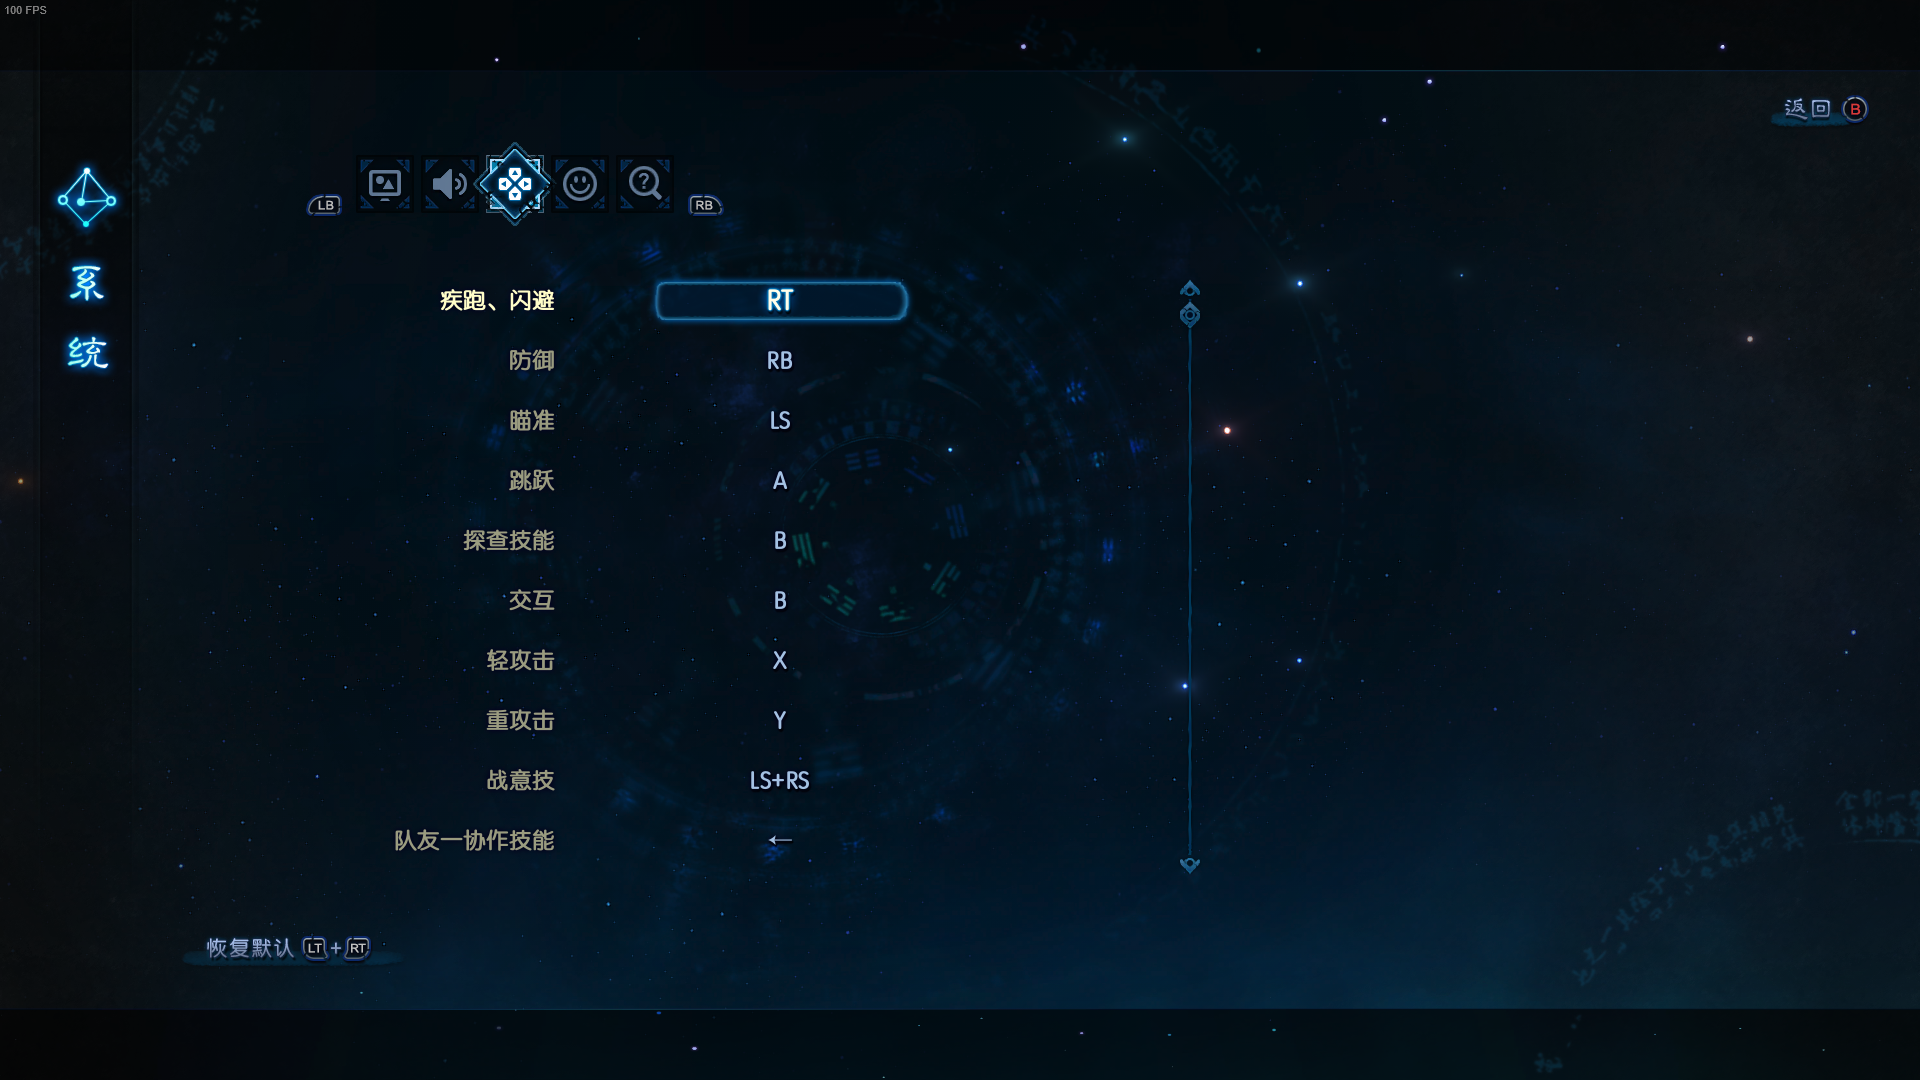 100 FPS
返回 B
LB
RB
系
统
疾跑、闪避 RT
防御 RB
瞄准 LS
跳跃 A
探查技能 B
交互 B
轻攻击 X
重攻击 Y
战意技 LS+RS
队友一协作技能 ←
恢复默认 LT+RT